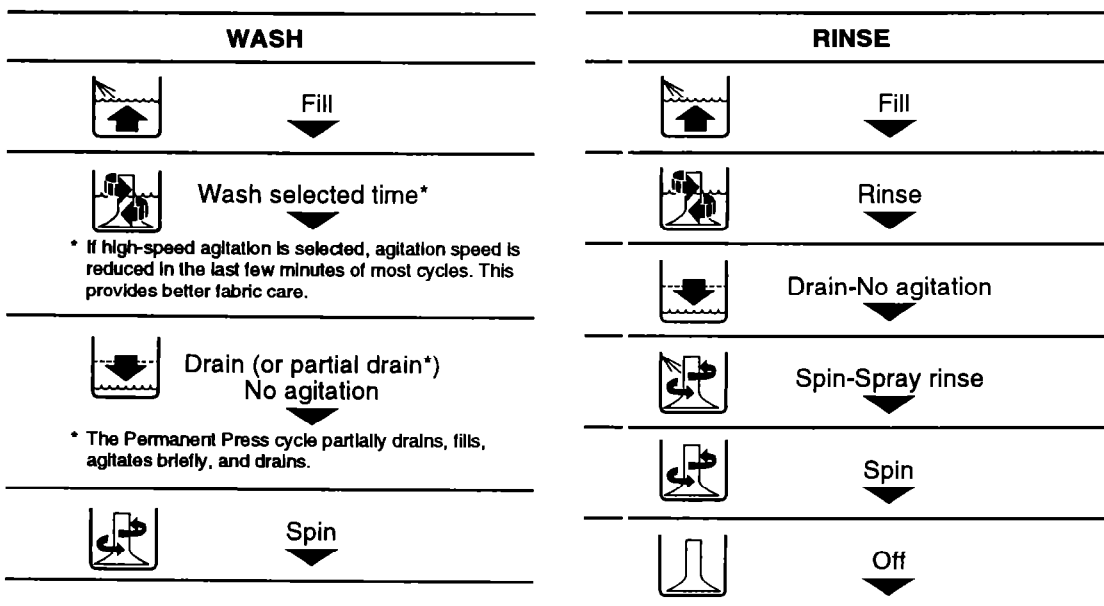 WASH
Fill
Wash selected time*
* If high-speed agitation is selected, agitation speed is
reduced in the last few minutes of most cycles. This
provides better fabric care.
Drain (or partial drain*)
No agitation
* The Permanent Press cycle partially drains, fills,
agitates briefly, and drains.
Spin
RINSE
Fill
Rinse
Drain-No agitation
Spin-Spray rinse
Spin
Off